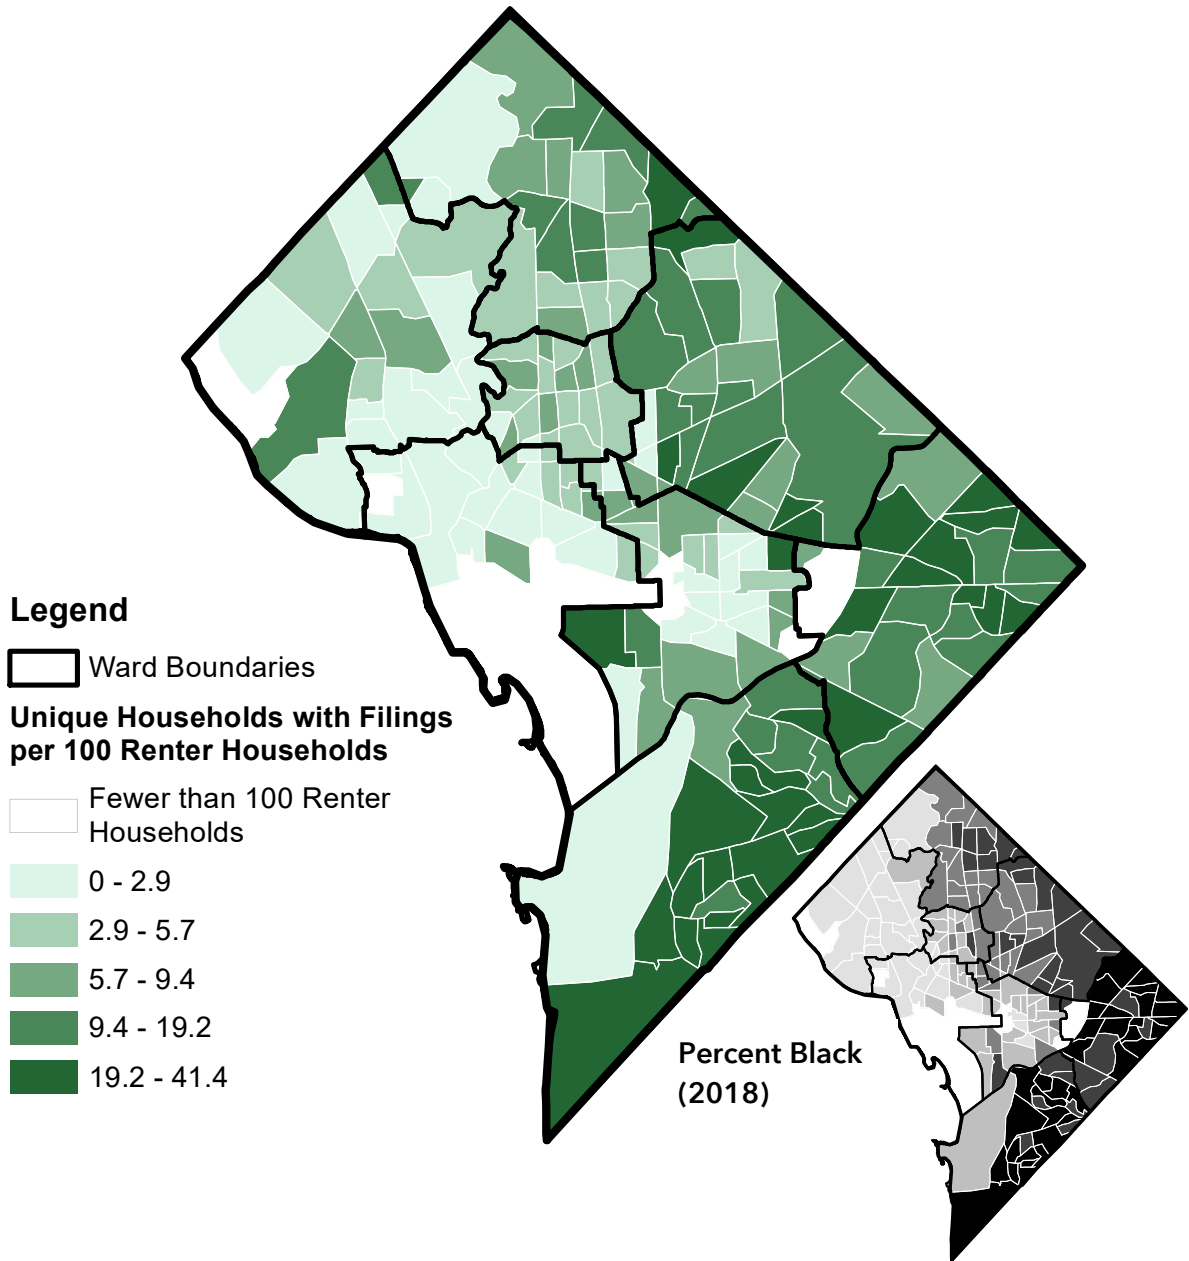 Legend
Ward Boundaries
Unique Households with Filings
per 100 Renter Households
Fewer than 100 Renter
Households
0 - 2.9
2.9 - 5.7
5.7 - 9.4
9.4 - 19.2
19.2 - 41.4
Percent Black
(2018)